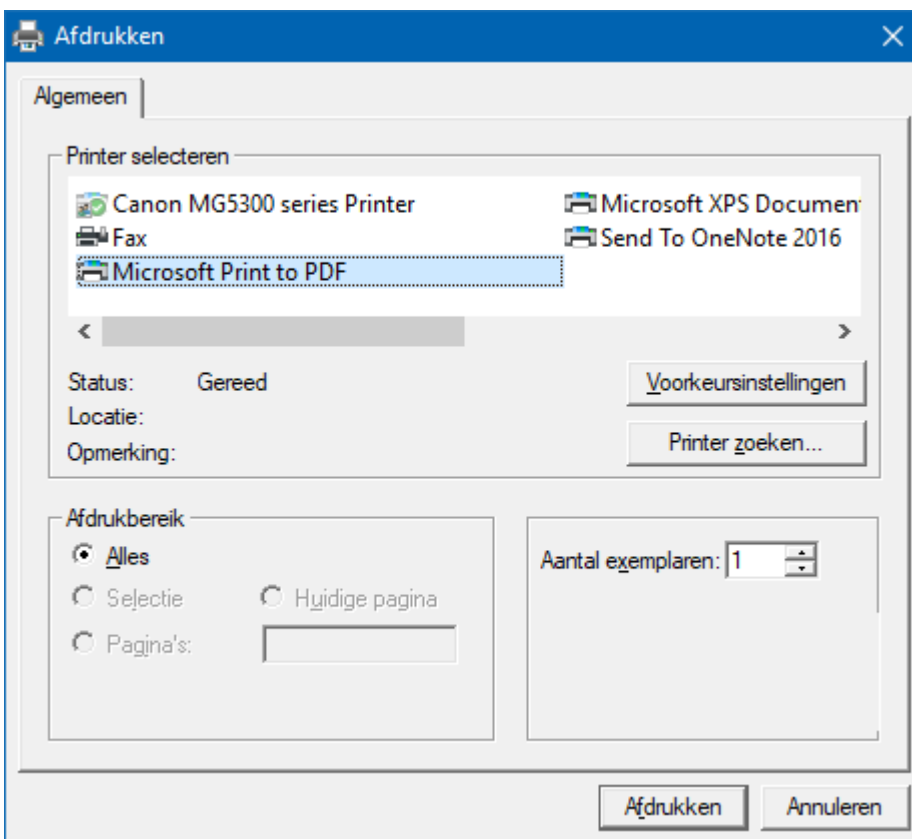 Afdrukken
Algemeen
Printer selecteren
Canon MG5300 series Printer
Fax
Microsoft Print to PDF
Microsoft XPS Documen
Send To OneNote 2016
Status: Gereed
Locatie:
Opmerking:
Voorkeursinstellingen
Printer zoeken...
Afdrukbereik
Alles
Selectie Huidige pagina
Pagina's:
Aantal exemplaren: 1
Afdrukken Annuleren